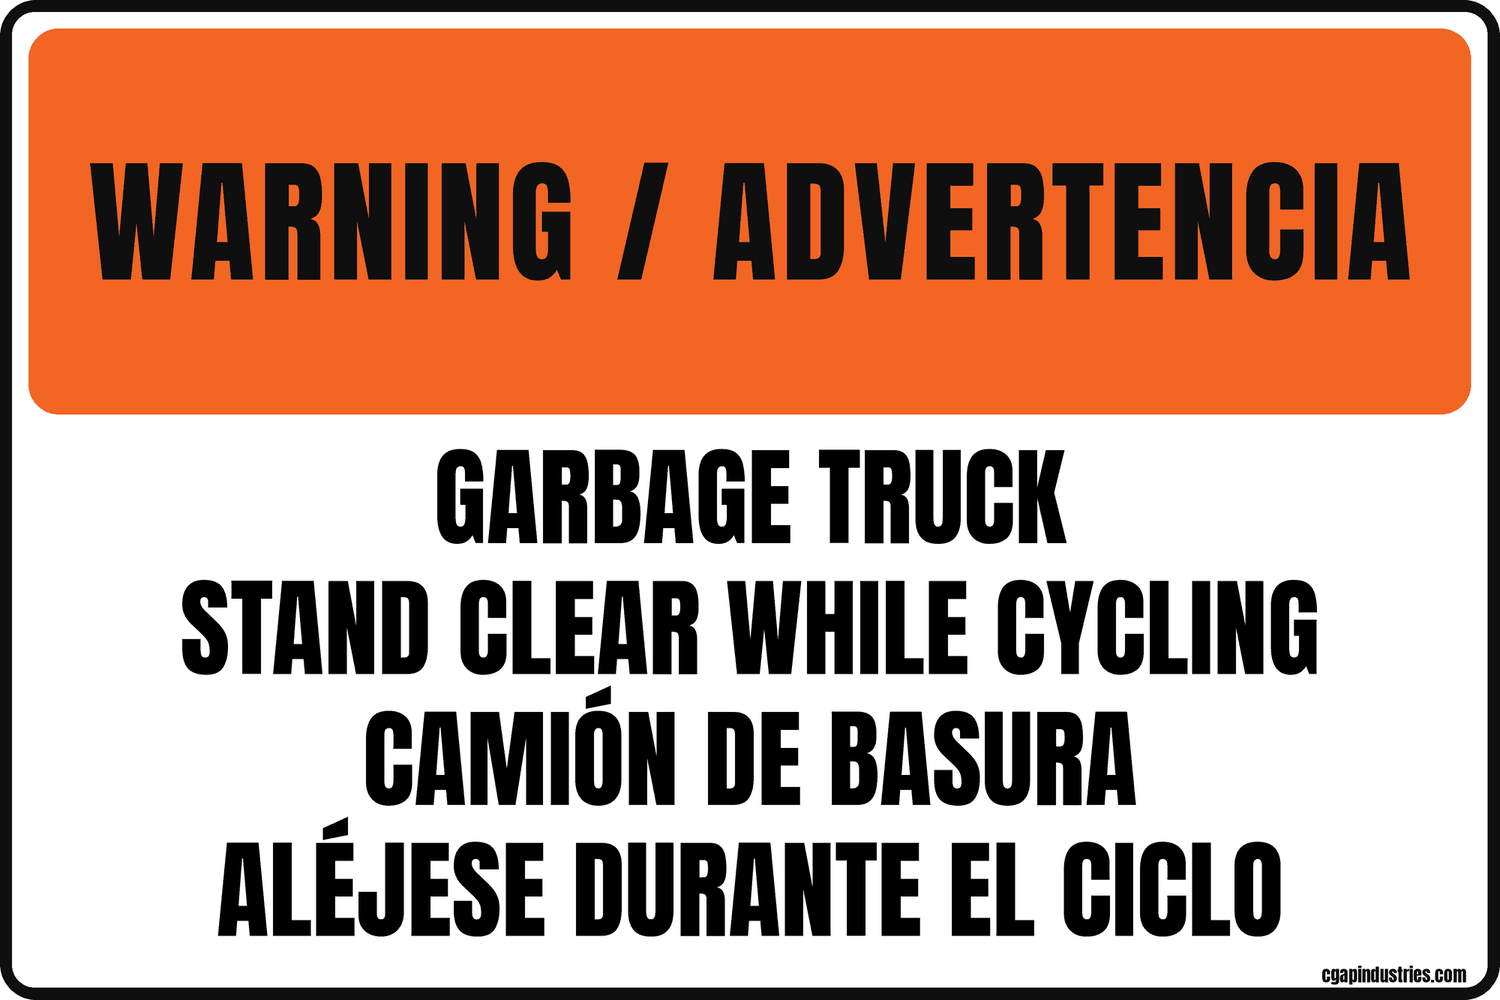 WARNING / ADVERTENCIA
GARBAGE TRUCK
STAND CLEAR WHILE CYCLING
CAMIÓN DE BASURA
ALÉJESE DURANTE EL CICLO
cgapindustries.com